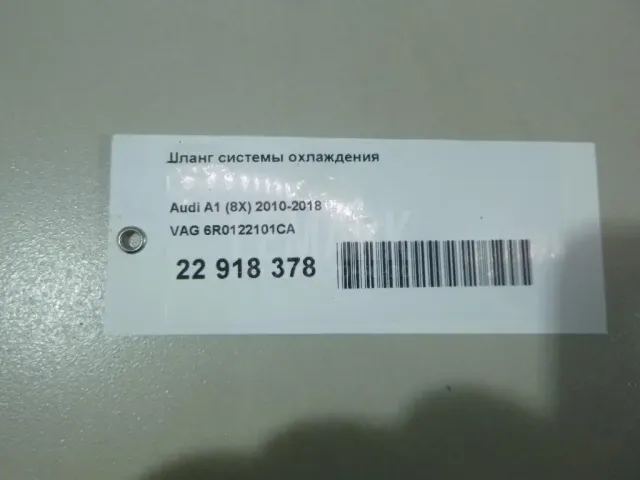 Шланг системы охлаждения
Audi A1 (8X) 2010-2018
VAG 6R0122101CA
22 918 378